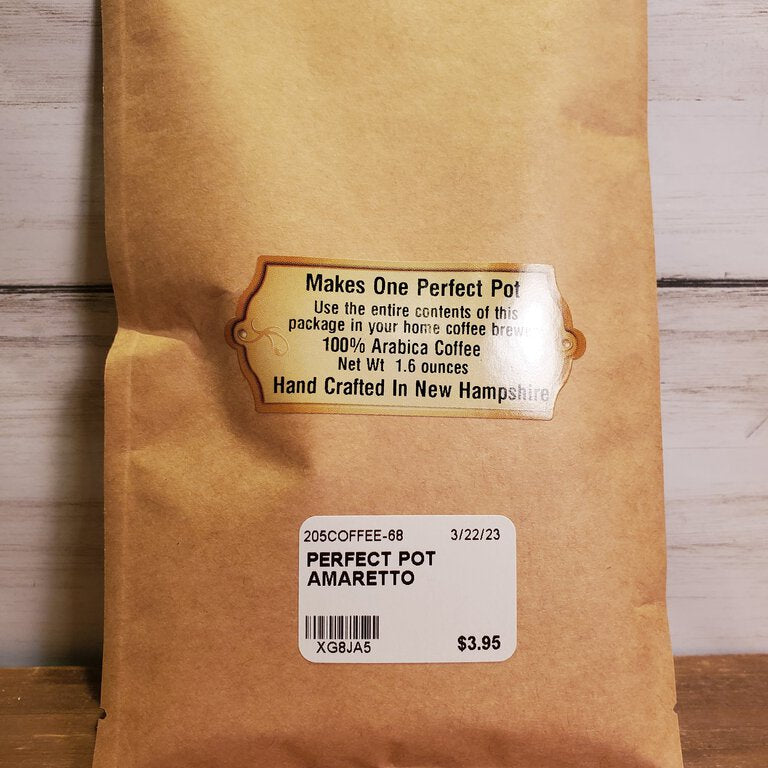 Makes One Perfect Pot
Use the entire contents of this
package in your home coffee
100% Arabica Coffee
Net Wt 1.6 ounces
Hand Crafted In New Hampshire
205COFFEE-68 3/22/23
PERFECT POT
AMARETTO
XG8JA5 $3.95